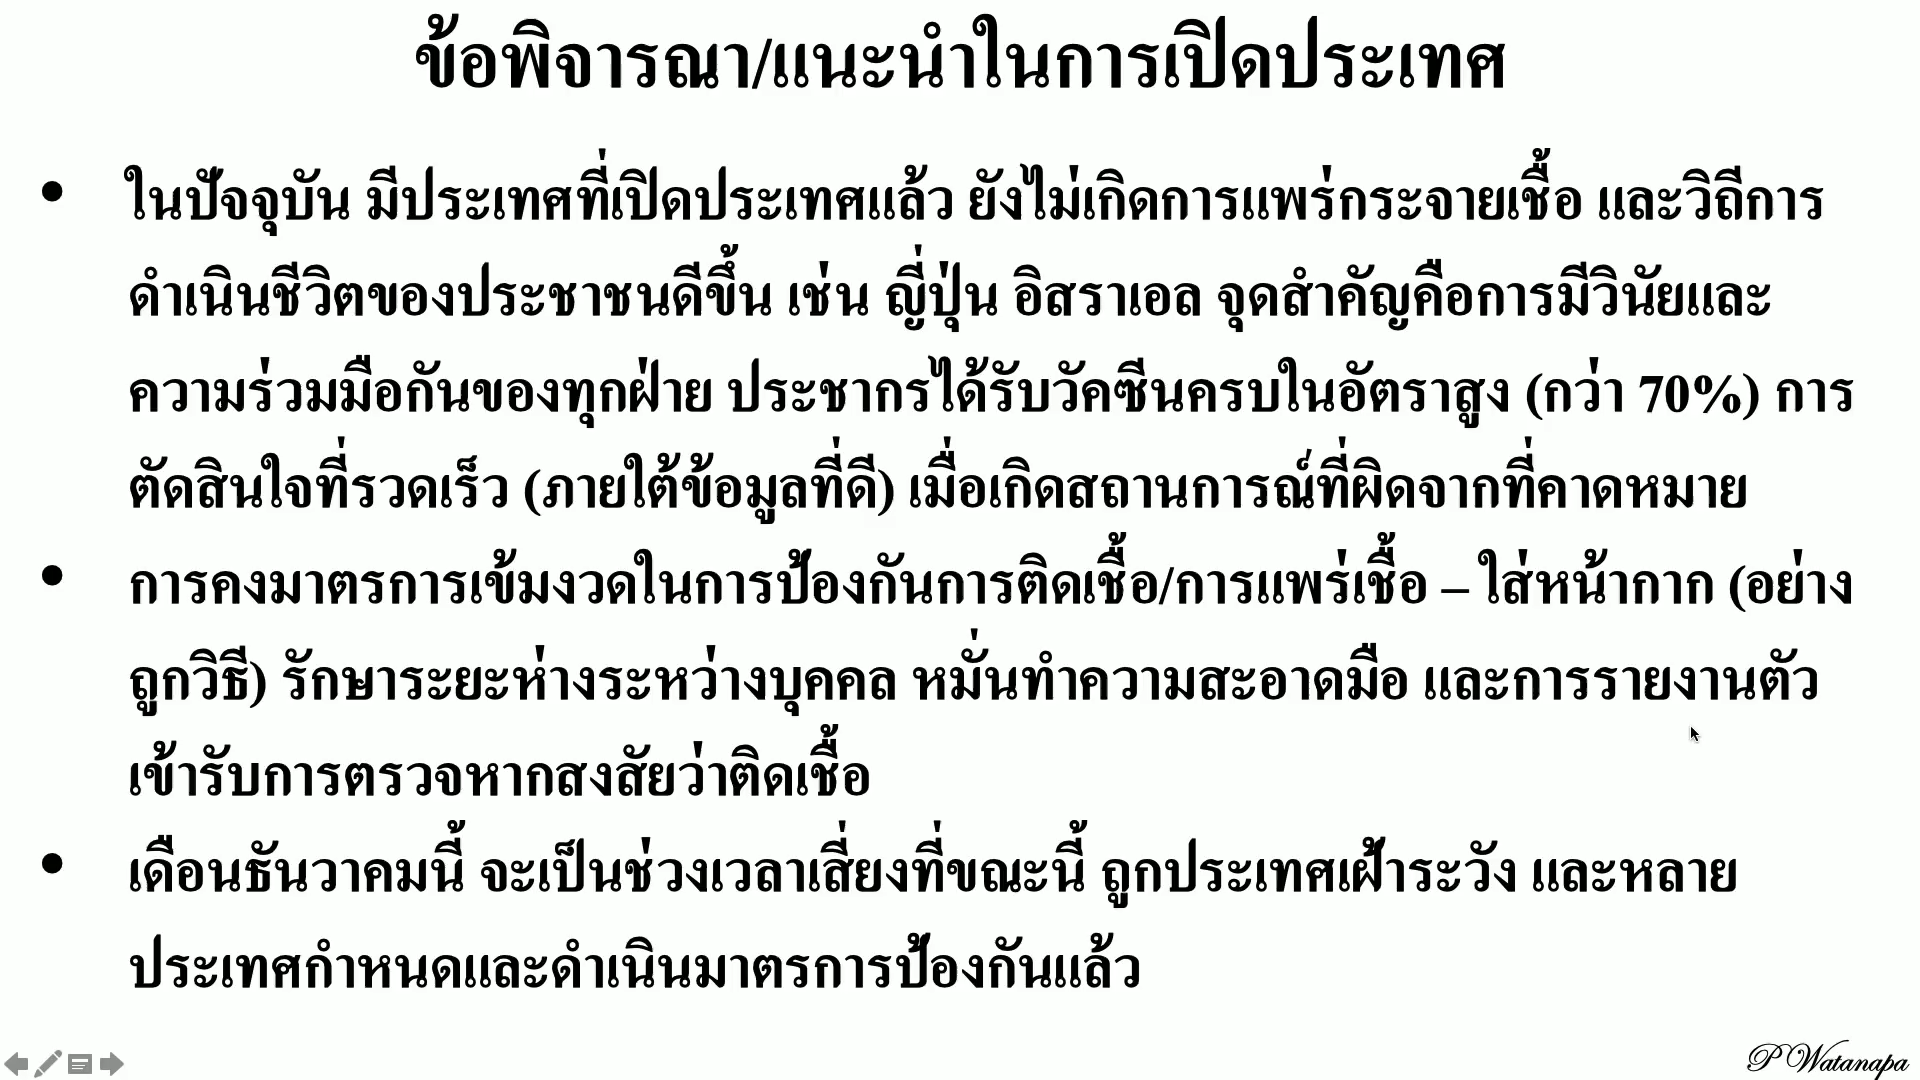 ข้อพิจารณา/แนะนำในการเปิดประเทศ
• ในปัจจุบัน มีประเทศที่เปิดประเทศแล้ว ยังไม่เกิดการแพร่กระจายเชื้อ และวิถีการ
ดำเนินชีวิตของประชาชนดีขึ้น เช่น ญี่ปุ่น อิสราเอล จุดสำคัญคือการมีวินัยและ
ความร่วมมือกันของทุกฝ่าย ประชากรได้รับวัคซีนครบในอัตราสูง (กว่า 70%) การ
ตัดสินใจที่รวดเร็ว (ภายใต้ข้อมูลที่ดี) เมื่อเกิดสถานการณ์ที่ผิดจากที่คาดหมาย
• การคงมาตรการเข้มงวดในการป้องกันการติดเชื้อ/การแพร่เชื้อ – ใส่หน้ากาก (อย่าง
ถูกวิธี) รักษาระยะห่างระหว่างบุคคล หมั่นทำความสะอาดมือ และการรายงานตัว
เข้ารับการตรวจหากสงสัยว่าติดเชื้อ
• เดือนธันวาคมนี้ จะเป็นช่วงเวลาเสี่ยงที่ขณะนี้ ถูกประเทศเฝ้าระวัง และหลาย
ประเทศกำหนดและดำเนินมาตรการป้องกันแล้ว
P Watanapa